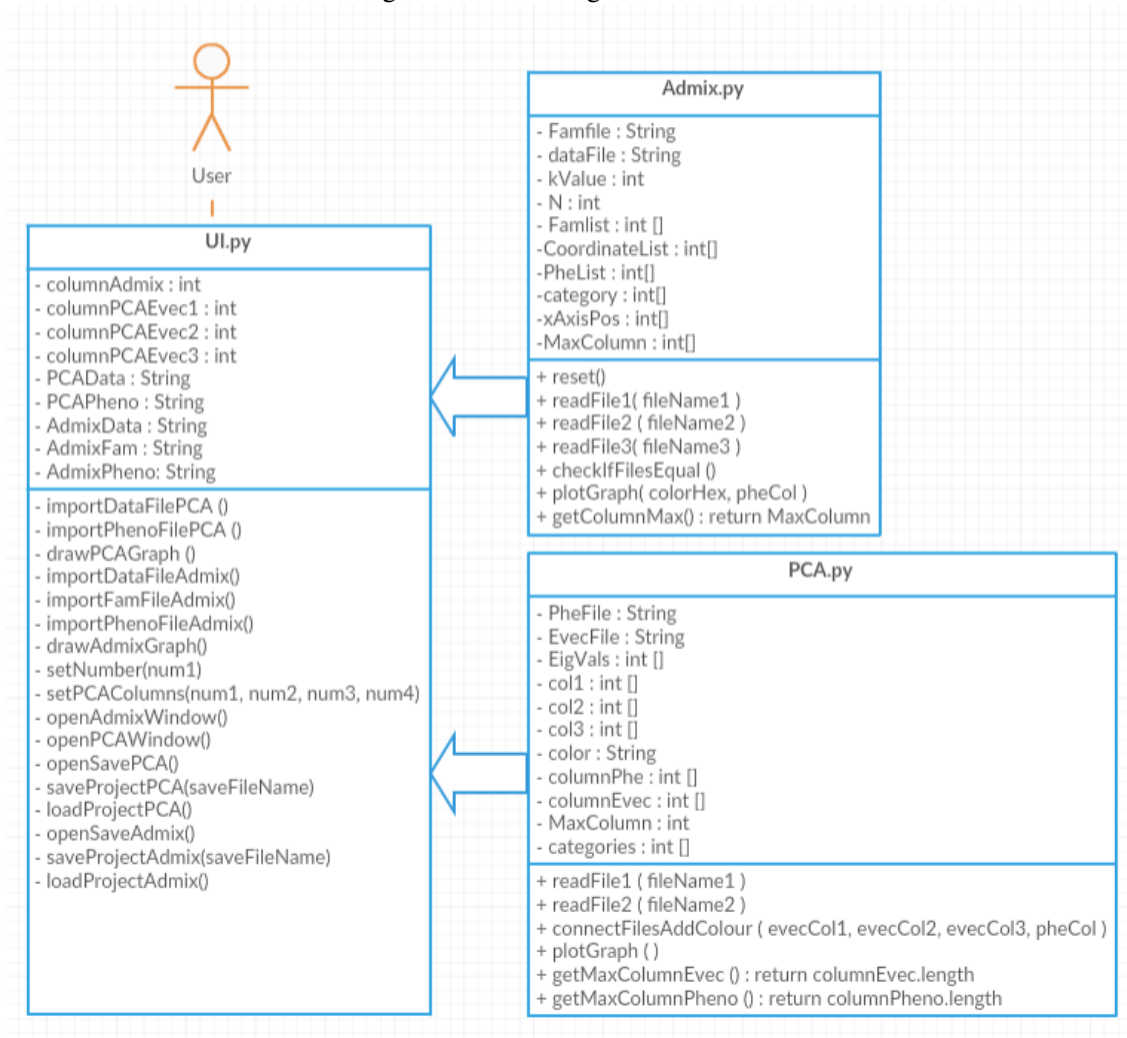 User
UI.py
- columnAdmix : int
- columnPCAEvec1 : int
- columnPCAEvec2 : int
- columnPCAEvec3 : int
- PCAData : String
- PCAPheno : String
- AdmixData : String
- AdmixFam : String
- AdmixPheno: String
- importDataFilePCA ()
- importPhenoFilePCA ()
- drawPCAGraph ()
- importDataFileAdmix()
- importFamFileAdmix()
- importPhenoFileAdmix()
- drawAdmixGraph()
- setNumber(num1)
- setPCAColumns(num1, num2, num3, num4)
- openAdmixWindow()
- openPCAWindow()
- openSavePCA()
- saveProjectPCA(saveFileName)
- loadProjectPCA()
- openSaveAdmix()
- saveProjectAdmix(saveFileName)
- loadProjectAdmix()
Admix.py
- Famfile : String
- dataFile : String
- kValue : int
- N : int
- Famlist : int []
-CoordinateList : int[]
-PheList : int[]
-category : int[]
-xAxisPos : int[]
-MaxColumn : int[]
+ reset()
+ readFile1( fileName1 )
+ readFile2 ( fileName2 )
+ readFile3( fileName3 )
+ checkIfFilesEqual ()
+ plotGraph( colorHex, pheCol )
+ getColumnMax() : return MaxColumn
PCA.py
- PheFile : String
- EvecFile : String
- EigVals : int []
- col1 : int []
- col2 : int []
- col3 : int []
- color : String
- columnPhe : int []
- columnEvec : int []
- MaxColumn : int
- categories : int []
+ readFile1 ( fileName1 )
+ readFile2 ( fileName2 )
+ connectFilesAddColour ( evecCol1, evecCol2, evecCol3, pheCol )
+ plotGraph ( )
+ getMaxColumnEvec () : return columnEvec.length
+ getMaxColumnPheno () : return columnPheno.length